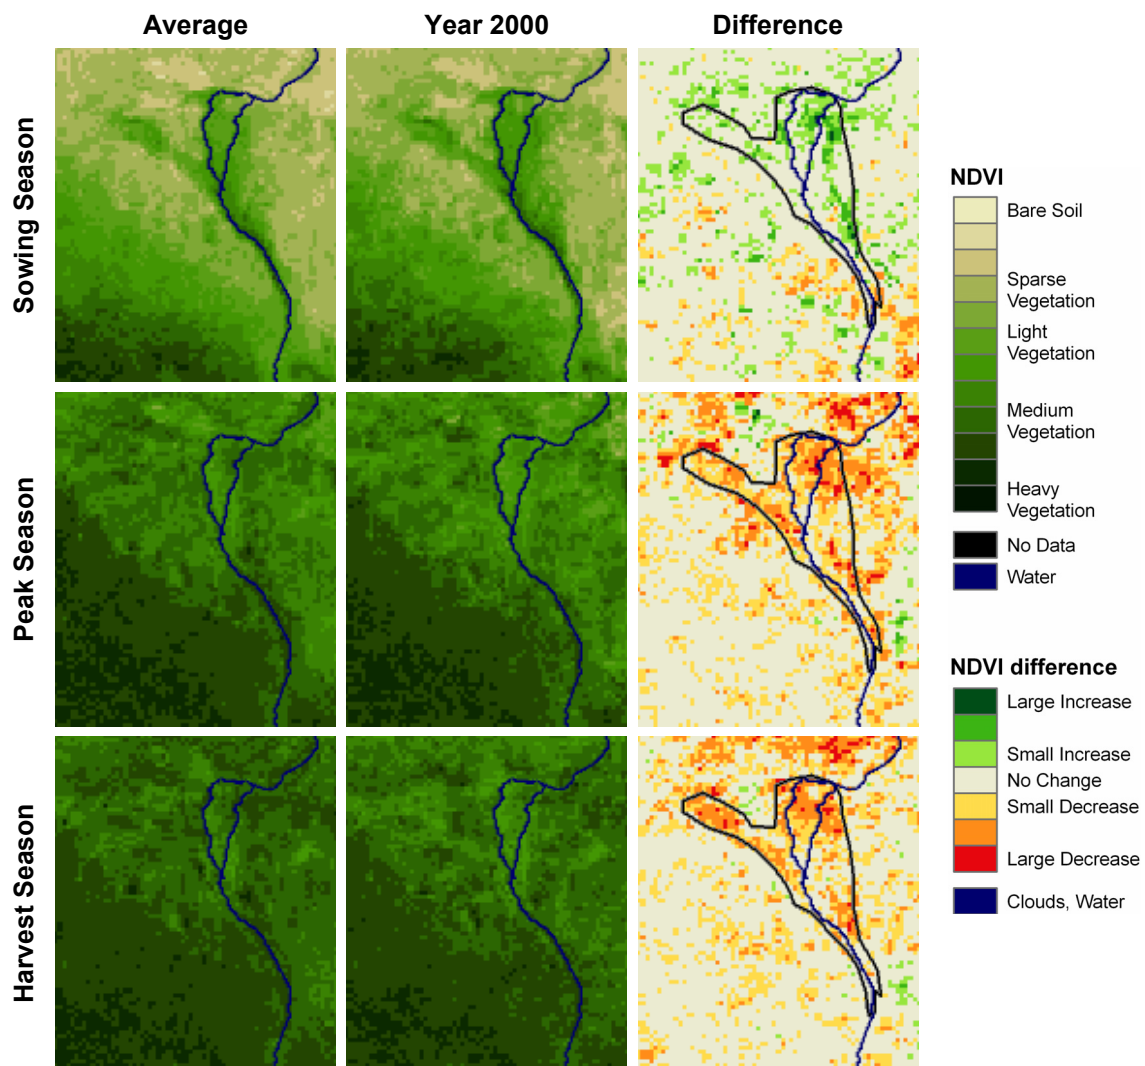 Average
Year 2000
Difference
Sowing Season
Peak Season
Harvest Season
NDVI
Bare Soil
Sparse
Vegetation
Light
Vegetation
Medium
Vegetation
Heavy
Vegetation
No Data
Water
NDVI difference
Large Increase
Small Increase
No Change
Small Decrease
Large Decrease
Clouds, Water